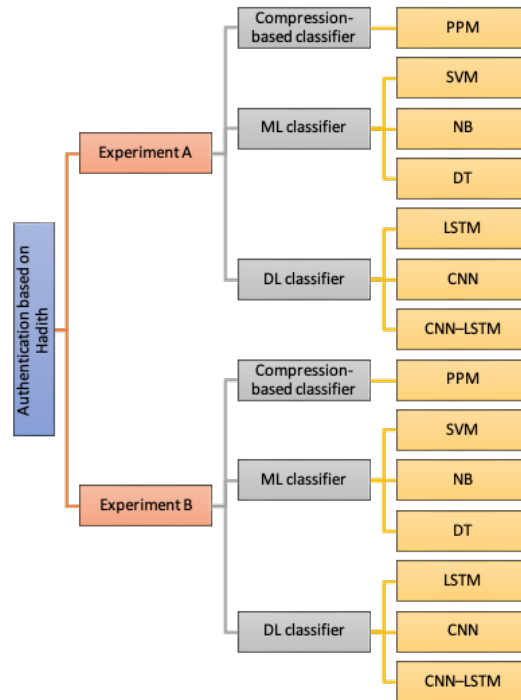 Authentication based on
Hadith
Experiment A
Compression-
based classifier
PPM
ML classifier
SVM
NB
DT
DL classifier
LSTM
CNN
CNN–LSTM
Experiment B
Compression-
based classifier
PPM
ML classifier
SVM
NB
DT
DL classifier
LSTM
CNN
CNN–LSTM